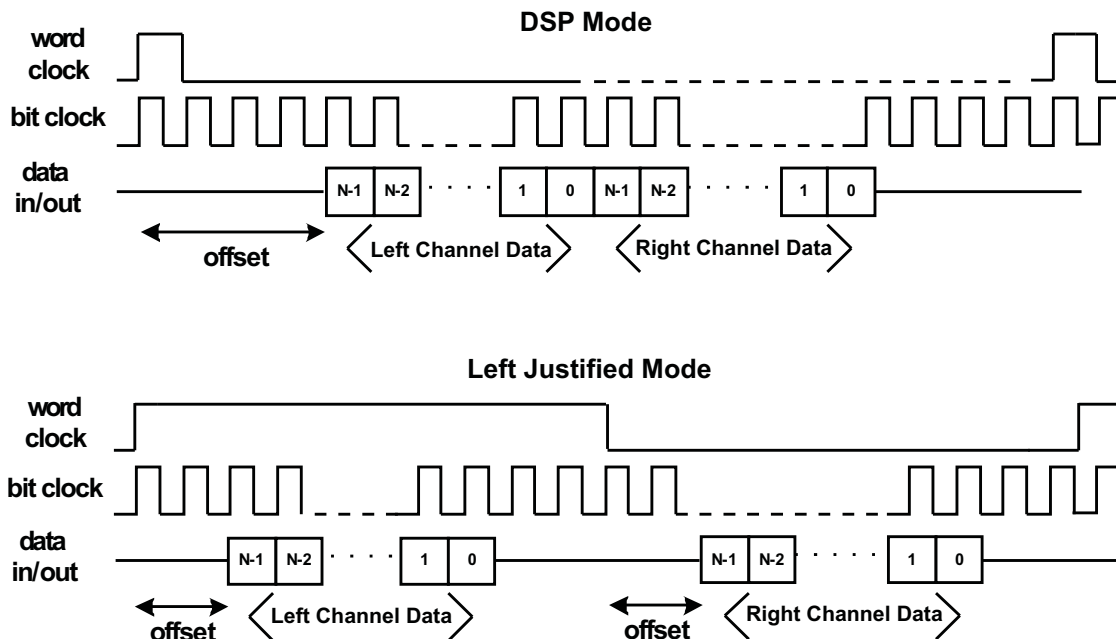 DSP Mode
word
clock
bit clock
data
in/out
N-1 N-2 · · · · · 1 0 N-1 N-2 · · · · · 1 0
offset
Left Channel Data
Right Channel Data
Left Justified Mode
word
clock
bit clock
data
in/out
N-1 N-2 · · · · · 1 0
N-1 N-2 · · · · · 1 0
offset
Left Channel Data
offset
Right Channel Data